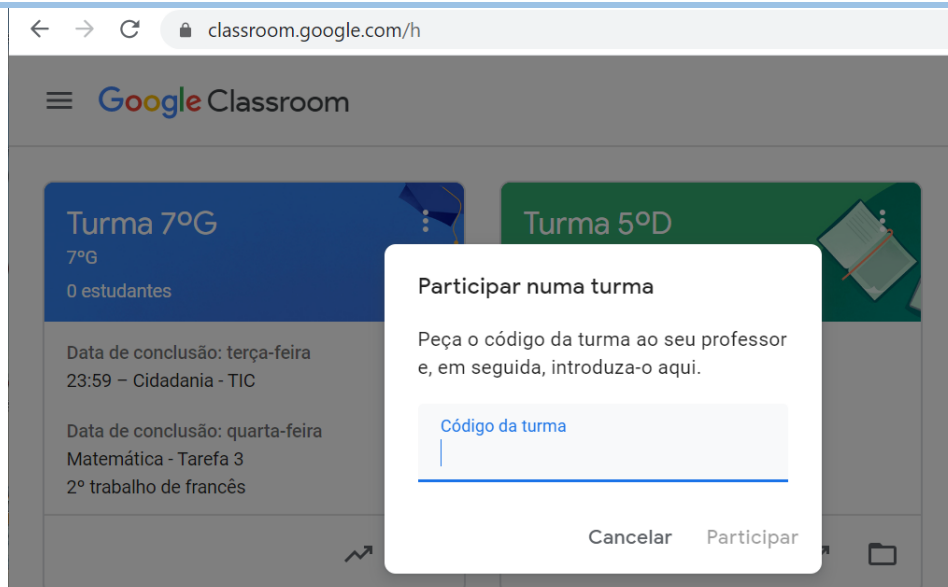 classroom.google.com/h
Google Classroom
Turma 7ºG
7ºG
0 estudantes
Data de conclusão: terça-feira
23:59 – Cidadania - TIC
Data de conclusão: quarta-feira
Matemática - Tarefa 3
2º trabalho de francês
Turma 5ºD
Participar numa turma
Peça o código da turma ao seu professor
e, em seguida, introduza-o aqui.
Código da turma
Cancelar Participar